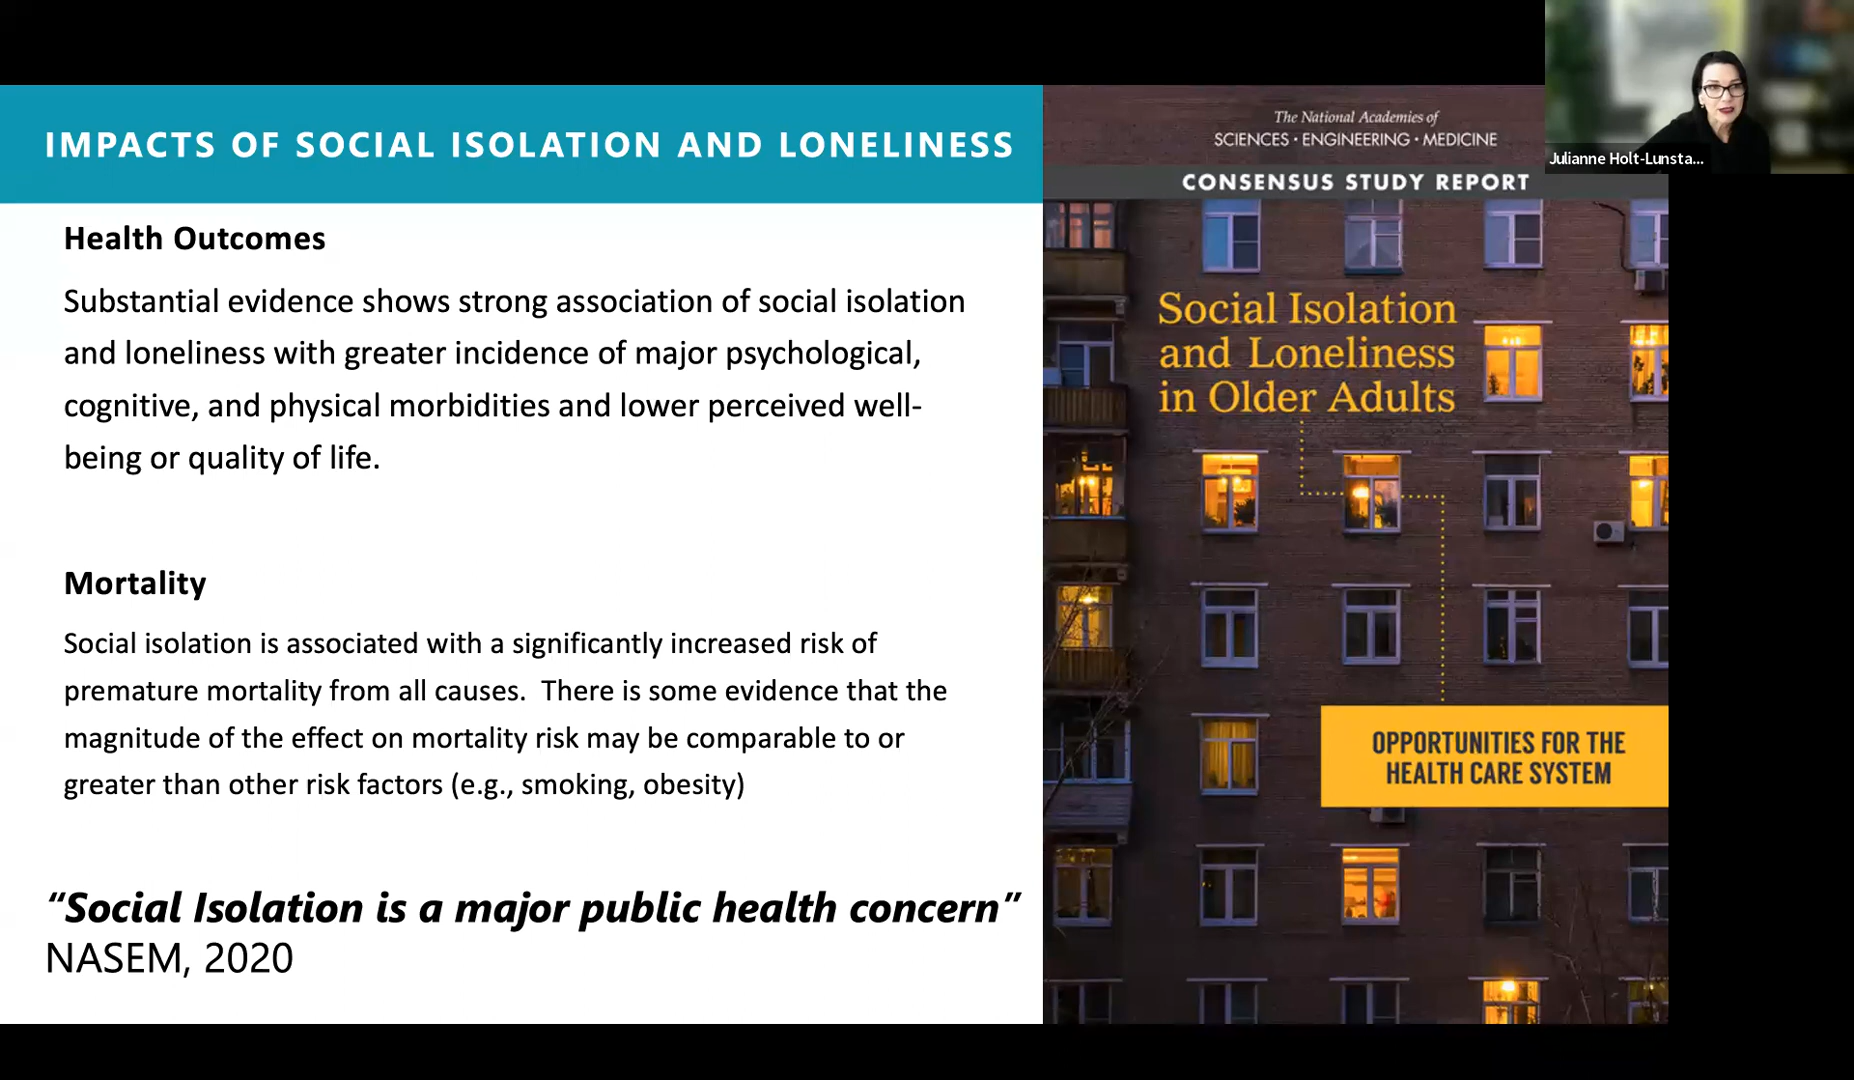 IMPACTS OF SOCIAL ISOLATION AND LONELINESS
Health Outcomes
Substantial evidence shows strong association of social isolation
and loneliness with greater incidence of major psychological,
cognitive, and physical morbidities and lower perceived well-
being or quality of life.
Mortality
Social isolation is associated with a significantly increased risk of
premature mortality from all causes.  There is some evidence that the
magnitude of the effect on mortality risk may be comparable to or
greater than other risk factors (e.g., smoking, obesity)
“Social Isolation is a major public health concern”
NASEM, 2020
The National Academies of
SCIENCES · ENGINEERING · MEDICINE
CONSENSUS STUDY REPORT
Social Isolation
and Loneliness
in Older Adults
OPPORTUNITIES FOR THE
HEALTH CARE SYSTEM
Julianne Holt-Lunsta...